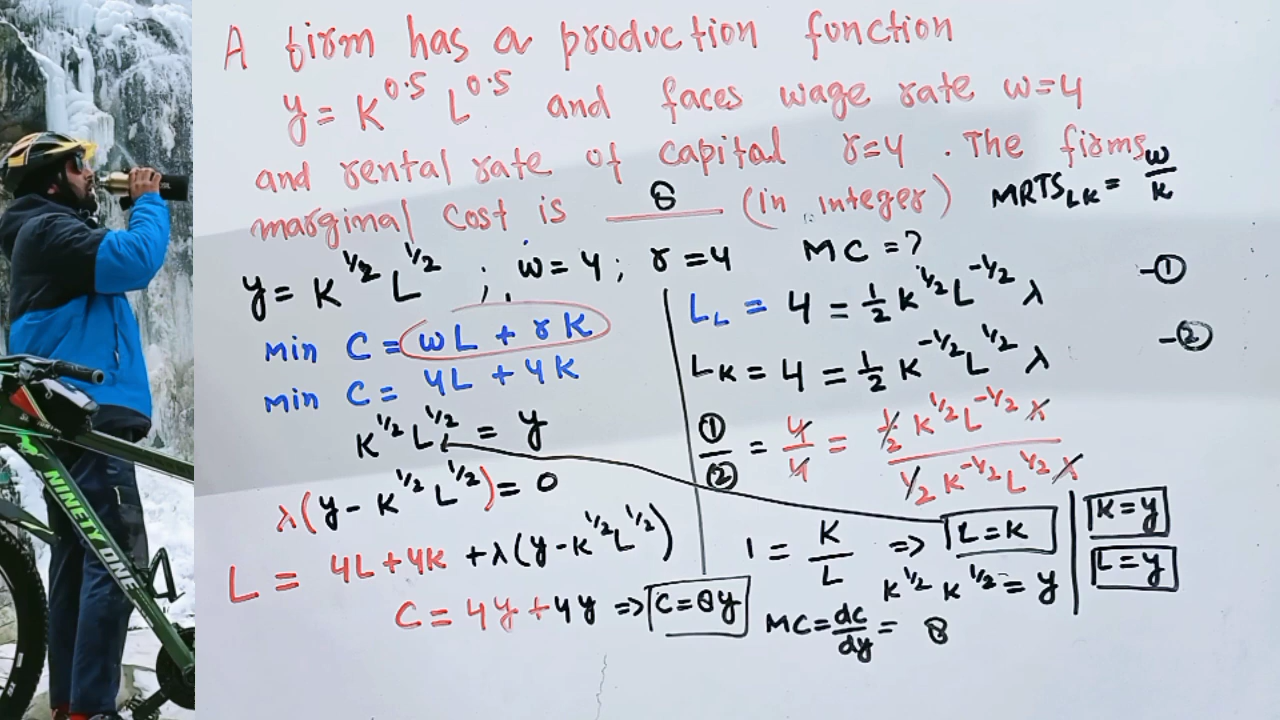 A firm has a production function
y = K^0.5 L^0.5 and faces wage rate w=4
and rental rate of capital r=4 . The firms
marginal cost is 8 (in integer)
MRTS_LK = w/k
y = K^1/2 L^1/2 ; w=4 ; r=4 MC=?
min C = wL + rK
min C = 4L + 4K
K^1/2 L^1/2 = y
λ(y - K^1/2 L^1/2) = 0
L = 4L+4K +λ(y-K^1/2 L^1/2)
C = 4y + 4y => C=8y
L_L = 4 = 1/2 K^1/2 L^-1/2 λ -①
L_K = 4 = 1/2 K^-1/2 L^1/2 λ -②
①/② = 4/4 = 1/2 K^1/2 L^-1/2 λ / 1/2 K^-1/2 L^1/2 λ
1 = K/L => L=K
K^1/2 K^1/2 = y
K=y
L=y
MC = dc/dy = 8
NINETY ONE